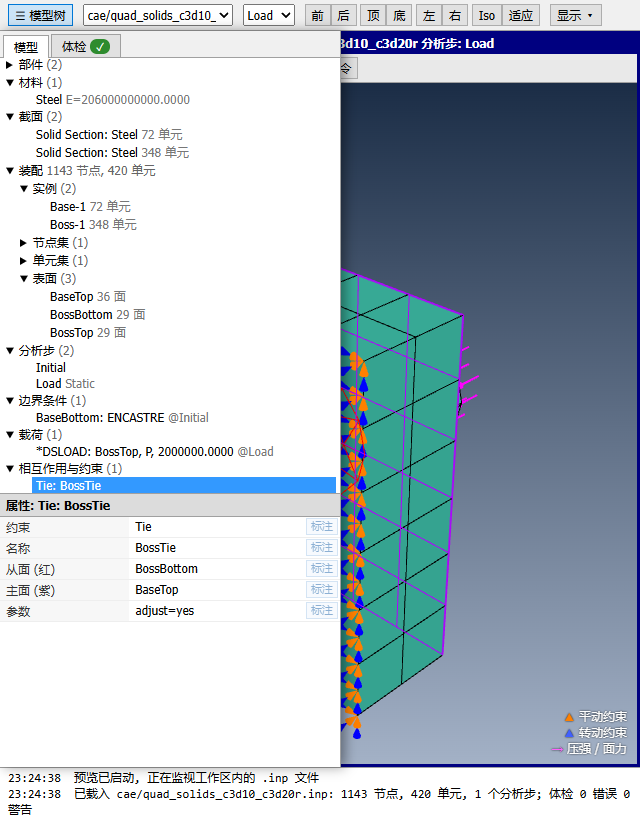 ☰ 模型树 cae/quad_solids_c3d10_ Load 前 后 顶 底 左 右 Iso 适应 显示
模型 体检 ✓
3d10_c3d20r 分析步: Load
令
部件 (2)
材料 (1)
Steel E=206000000000.0000
截面 (2)
Solid Section: Steel 72 单元
Solid Section: Steel 348 单元
装配 1143 节点, 420 单元
实例 (2)
Base-1 72 单元
Boss-1 348 单元
节点集 (1)
单元集 (1)
表面 (3)
BaseTop 36 面
BossBottom 29 面
BossTop 29 面
分析步 (2)
Initial
Load Static
边界条件 (1)
BaseBottom: ENCASTRE @Initial
载荷 (1)
*DSLOAD: BossTop, P, 2000000.0000 @Load
相互作用与约束 (1)
Tie: BossTie
属性: Tie: BossTie
约束 Tie 标注
名称 BossTie 标注
从面 (红) BossBottom 标注
主面 (紫) BaseTop 标注
参数 adjust=yes 标注
平动约束
转动约束
压强 / 面力
23:24:38 预览已启动, 正在监视工作区内的 .inp 文件
23:24:38 已载入 cae/quad_solids_c3d10_c3d20r.inp: 1143 节点, 420 单元, 1 个分析步; 体检 0 错误 0
警告